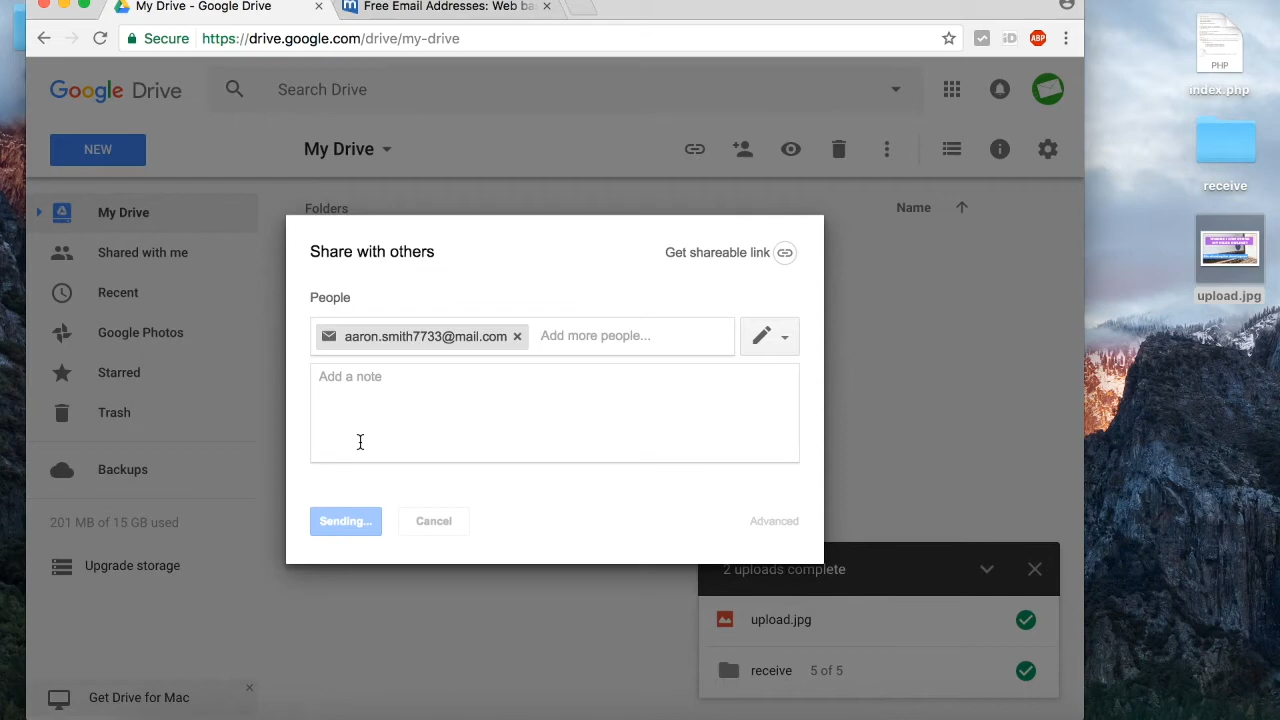 My Drive - Google Drive
Free Email Addresses: Web ba
Secure
https://drive.google.com/drive/my-drive
ABP
Google Drive
Search Drive
NEW
My Drive
My Drive
Shared with me
Recent
Google Photos
Starred
Trash
Backups
201 MB of 15 GB used
Upgrade storage
Get Drive for Mac
Folders
Name
Share with others
Get shareable link
People
aaron.smith7733@mail.com
Add more people...
Add a note
Sending...
Cancel
Advanced
2 uploads complete
upload.jpg
receive 5 of 5
PHP
index.php
receive
upload.jpg